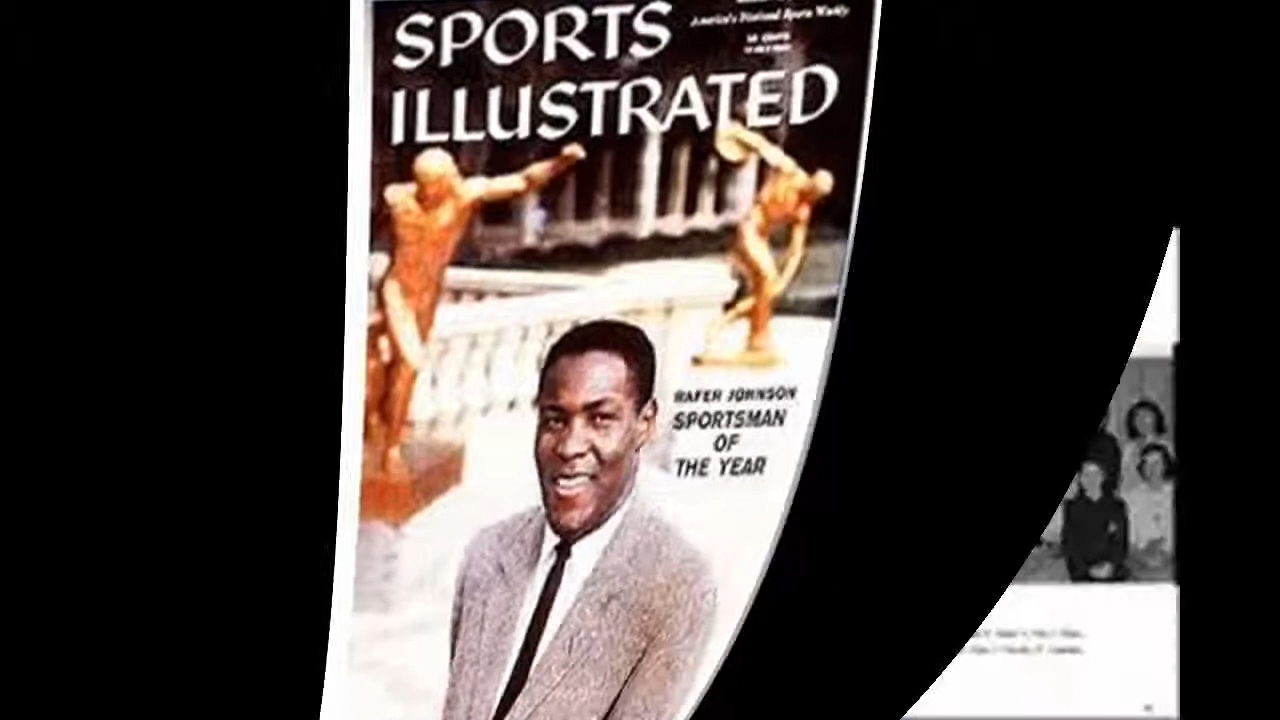 SPORTS
America's National Sports Weekly
ILLUSTRATED
RAFER JOHNSON
SPORTSMAN
OF
THE YEAR